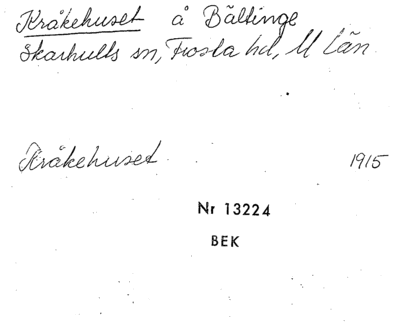 Kråkehuset å Bältinge
Skarhults sn, Frosta hd, M län
Kråkehuset 1915
Nr 13224
BEK